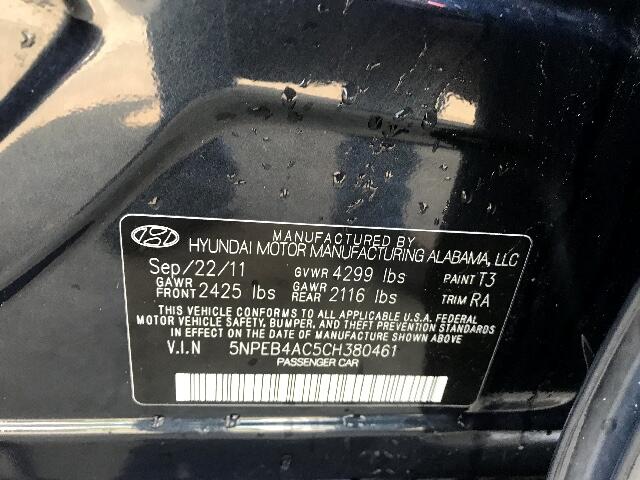 MANUFACTURED BY
HYUNDAI MOTOR MANUFACTURING ALABAMA, LLC
Sep/22/11 GVWR 4299 lbs PAINT T3
GAWR FRONT 2425 lbs GAWR REAR 2116 lbs TRIM RA
THIS VEHICLE CONFORMS TO ALL APPLICABLE U.S.A. FEDERAL
MOTOR VEHICLE SAFETY, BUMPER, AND THEFT PREVENTION STANDARDS
IN EFFECT ON THE DATE OF MANUFACTURE SHOWN ABOVE.
V.I.N 5NPEB4AC5CH380461
PASSENGER CAR